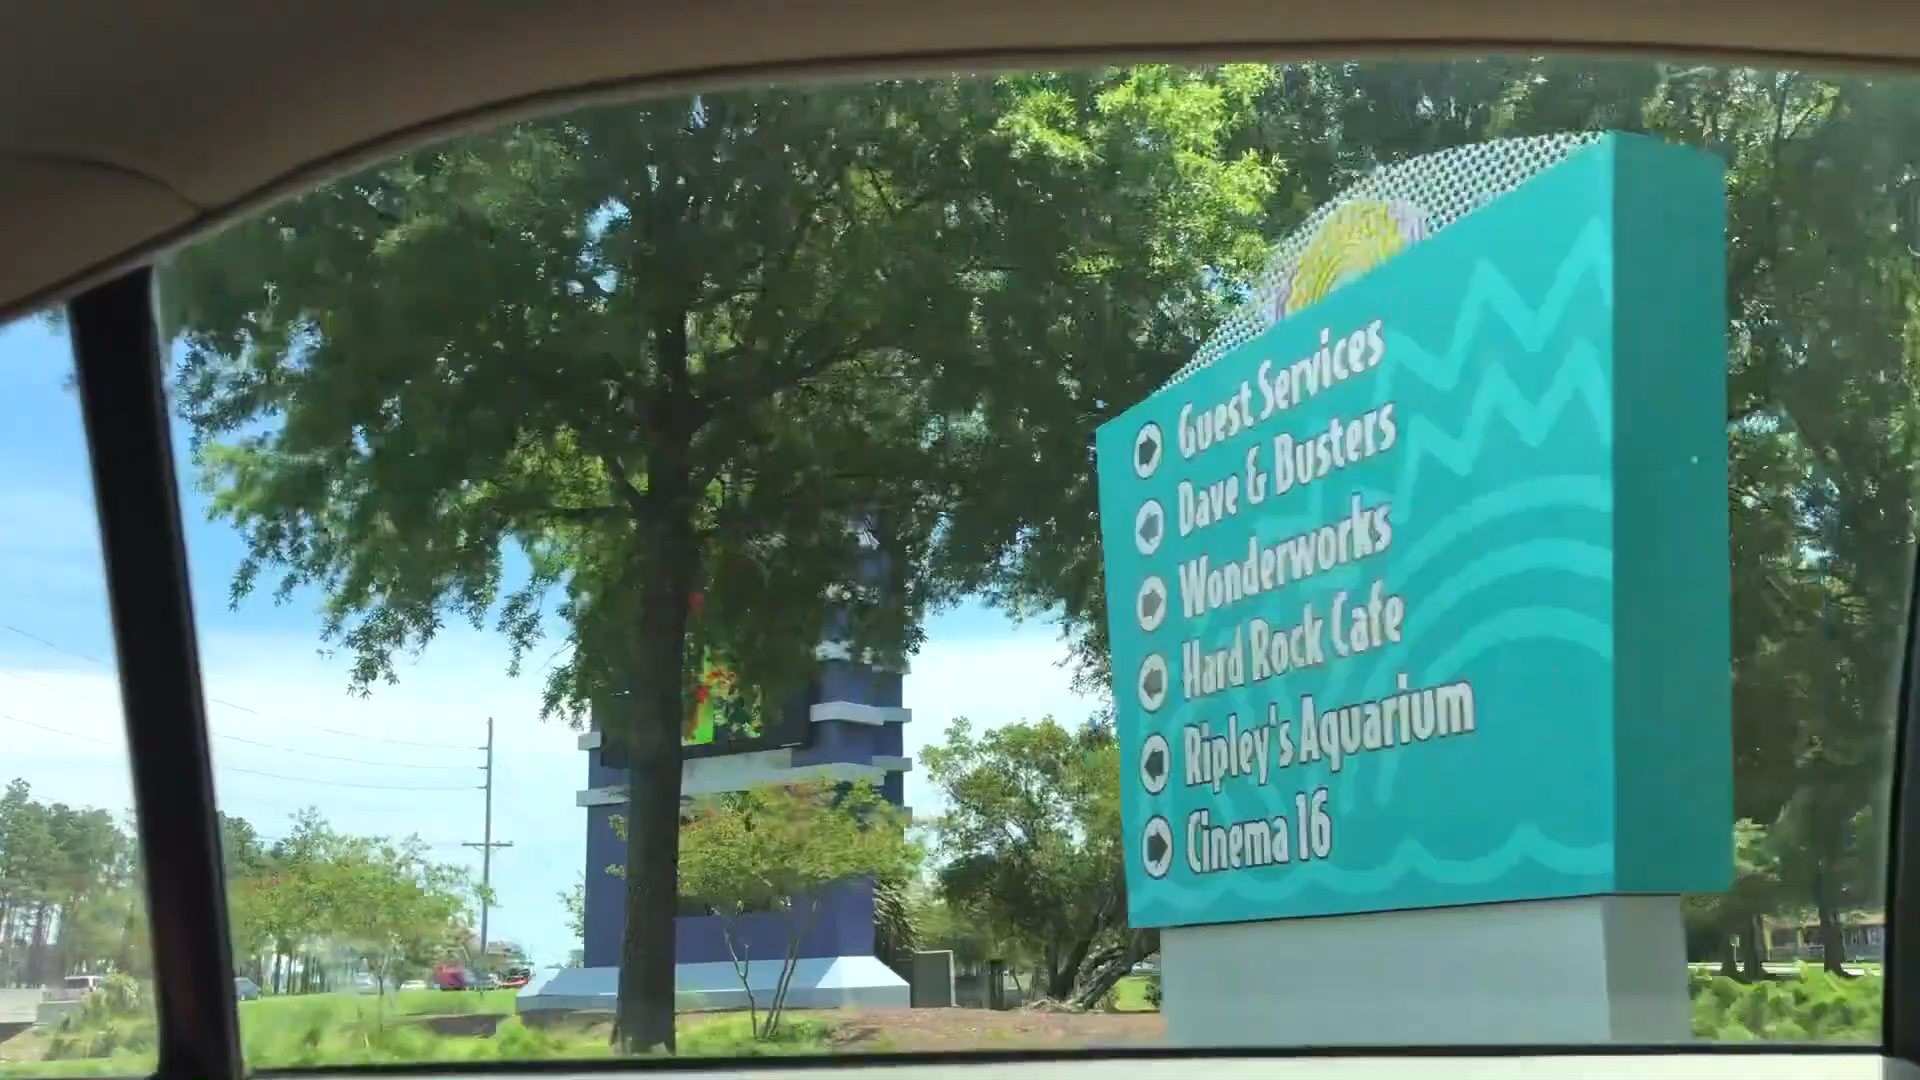 Guest Services
Dave & Busters
Wonderworks
Hard Rock Cafe
Ripley's Aquarium
Cinema 16